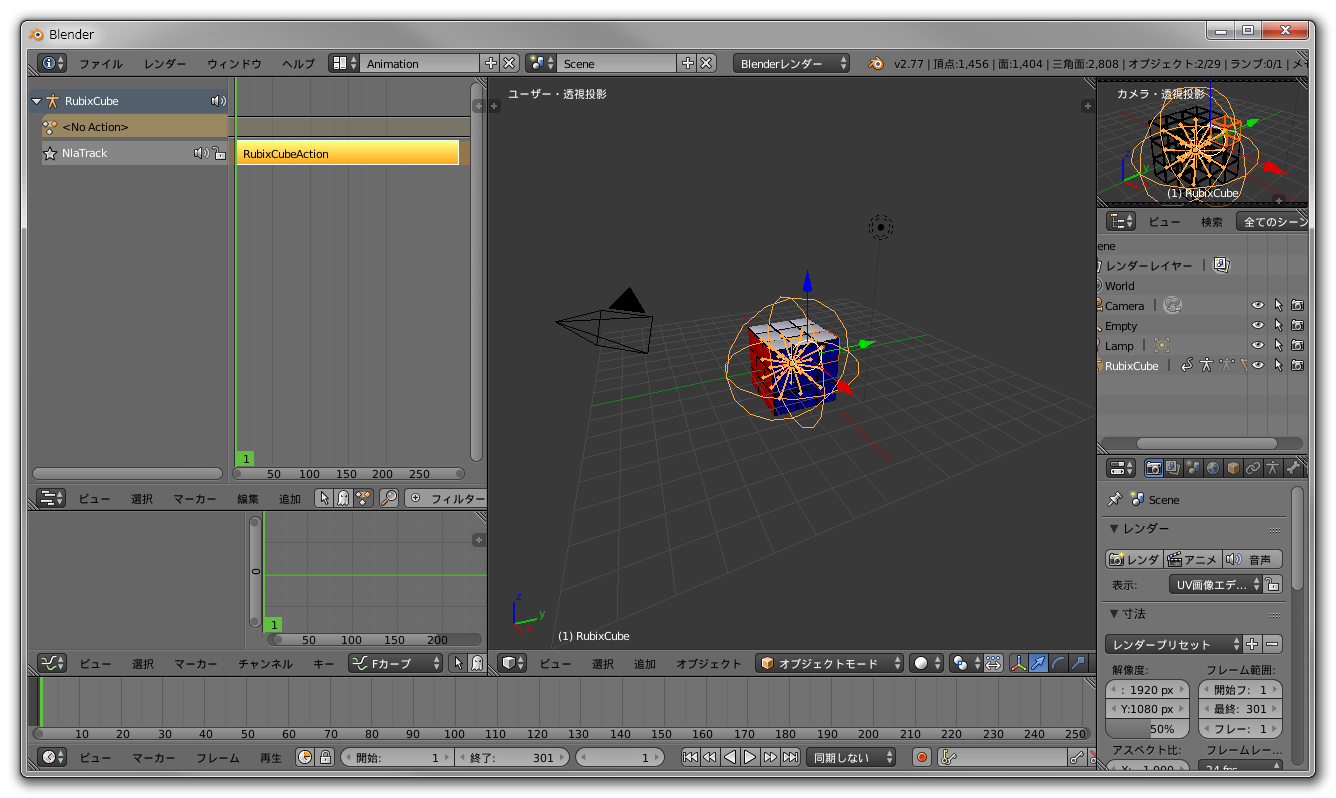 Blender
ファイル レンダー ウィンドウ ヘルプ Animation Scene Blenderレンダー v2.77 | 頂点:1,456 | 面:1,404 | 三角面:2,808 | オブジェクト:2/29 | ランプ:0/1 | メモ
RubixCube
<No Action>
NlaTrack
RubixCubeAction
1
50 100 150 200 250
ビュー 選択 マーカー 編集 追加 フィルター
0
1
50 100 150 200
ビュー 選択 マーカー チャンネル キー Fカーブ
ユーザー・透視投影
z
y
x
(1) RubixCube
ビュー 選択 追加 オブジェクト オブジェクトモード
カメラ・透視投影
z
y
(1) RubixCube
ビュー 検索 全てのシーン
ene
レンダーレイヤー |
World
Camera |
Empty
Lamp |
RubixCube |
Scene
レンダー
レンダ アニメ 音声
表示: UV画像エデ...
寸法
レンダープリセット
解像度: フレーム範囲:
: 1920 px 開始フ: 1
Y:1080 px 最終: 301
50% フレー: 1
アスペクト比: フレームレー...
X: 1.000 24 fps
10 20 30 40 50 60 70 80 90 100 110 120 130 140 150 160 170 180 190 200 210 220 230 240 250
ビュー マーカー フレーム 再生 開始: 1 終了: 301 1 同期しない